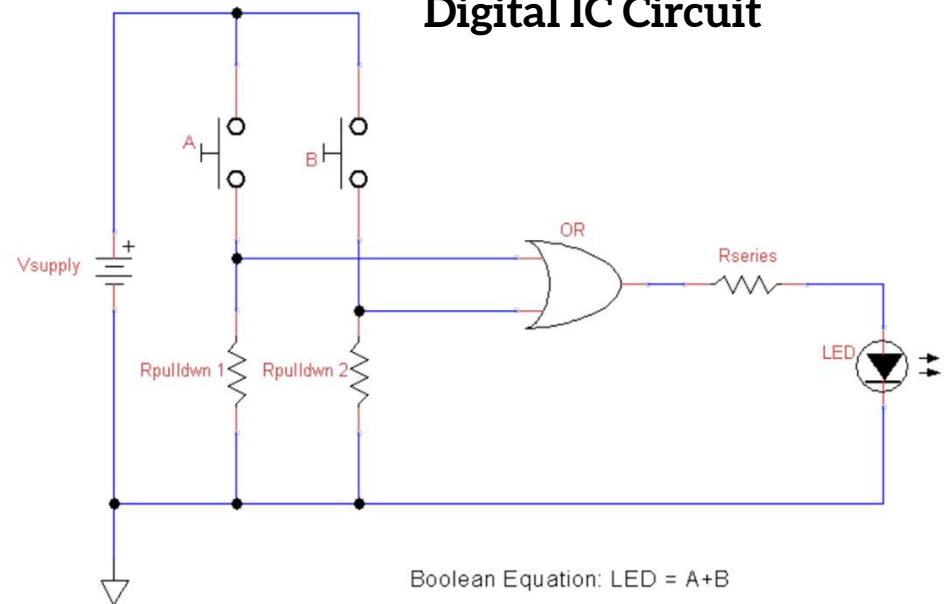 Digital IC Circuit
A
B
OR
+
Vsupply
Rseries
LED
Rpulldwn 1
Rpulldwn 2
Boolean Equation: LED = A+B